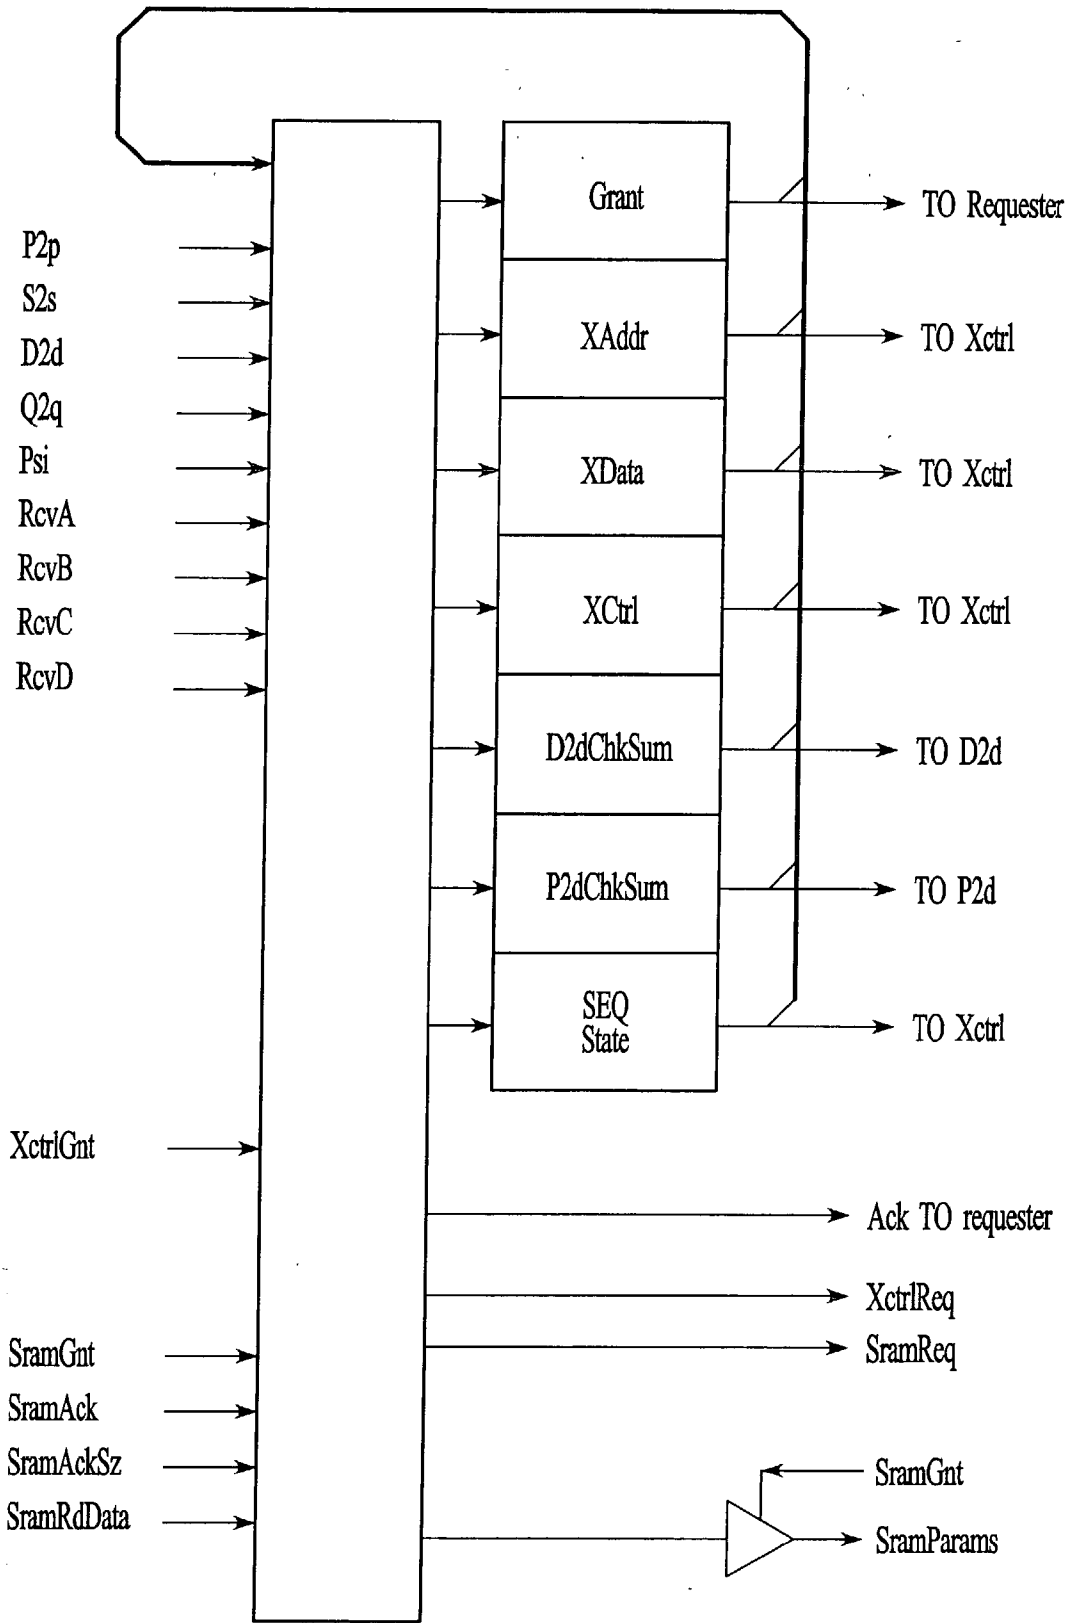 Grant
TO Requester
P2p
S2s
XAddr
TO Xctrl
D2d
Q2q
Psi
XData
TO Xctrl
RcvA
RcvB
XCtrl
TO Xctrl
RcvC
RcvD
D2dChkSum
TO D2d
P2dChkSum
TO P2d
SEQ
State
TO Xctrl
XctrlGnt
Ack TO requester
XctrlReq
SramGnt
SramReq
SramAck
SramAckSz
SramGnt
SramRdData
SramParams